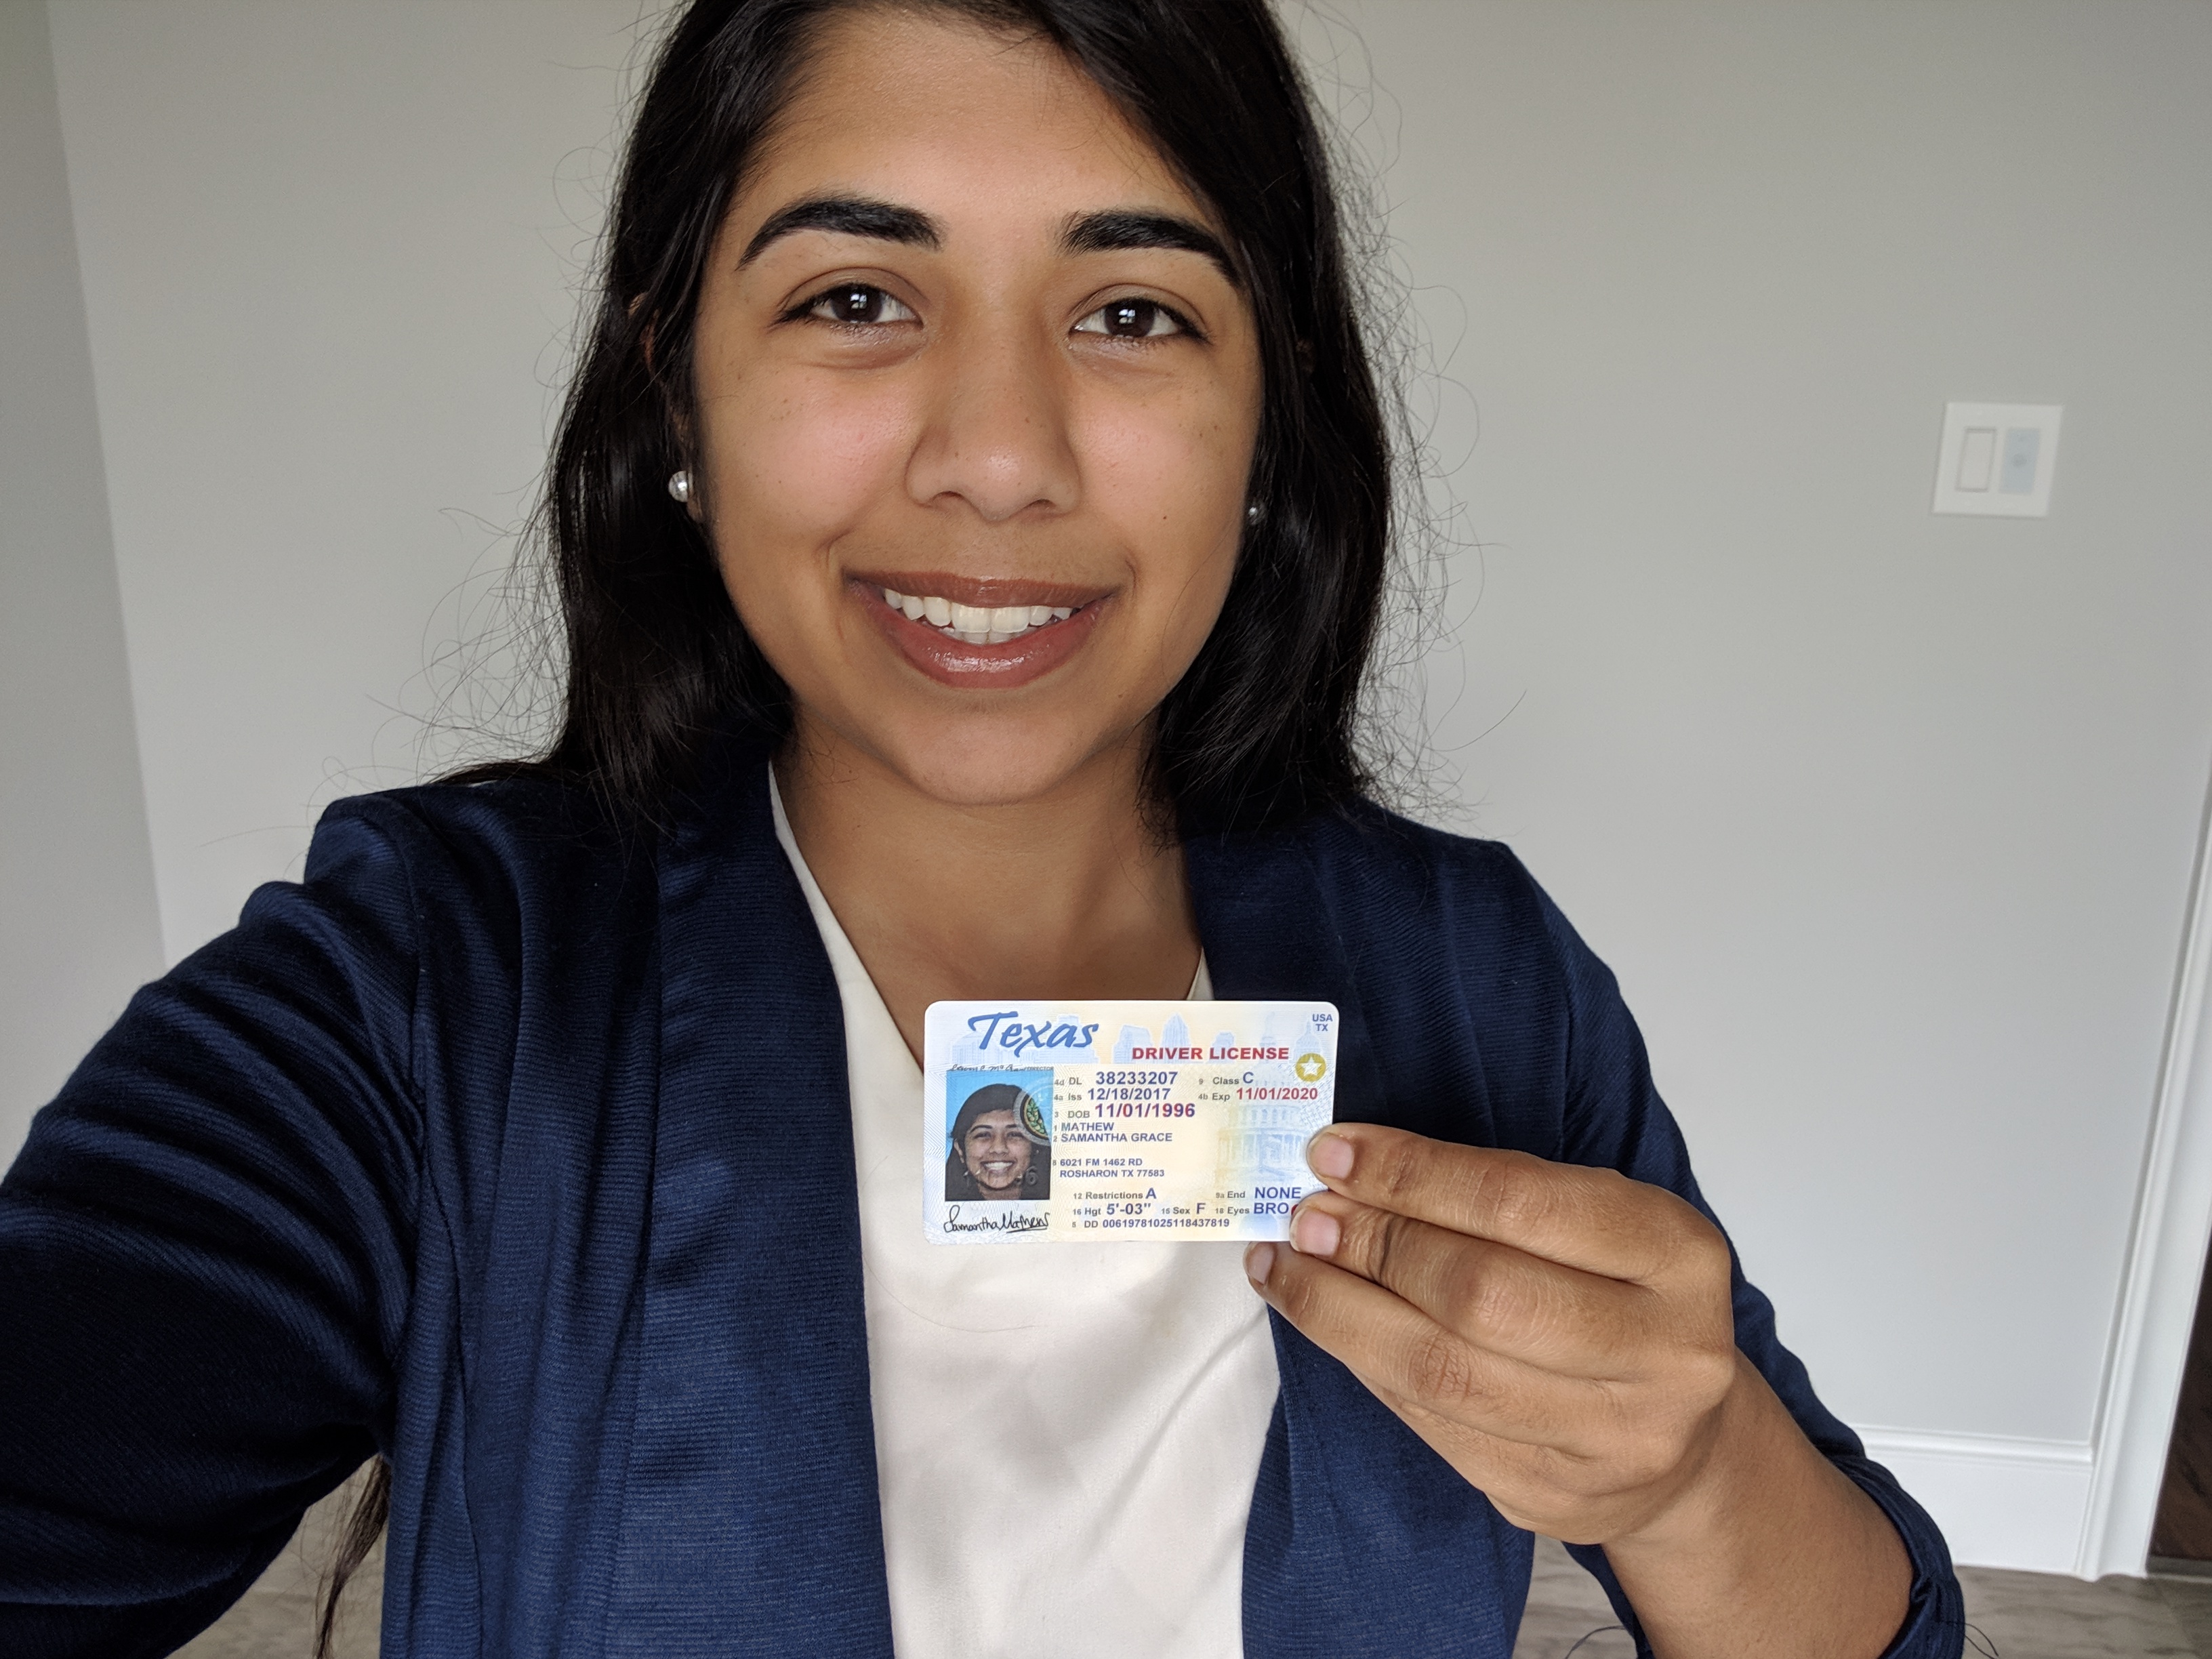 Texas
USA
TX
DRIVER LICENSE
4d DL 38233207 9 Class C
4a Iss 12/18/2017 4b Exp 11/01/2020
3 DOB 11/01/1996
1 MATHEW
2 SAMANTHA GRACE
8 6021 FM 1462 RD
ROSHARON TX 77583
12 Restrictions A 9a End NONE
16 Hgt 5'-03" 15 Sex F 18 Eyes BRO
5 DD 00619781025118437819
Samantha Mathew